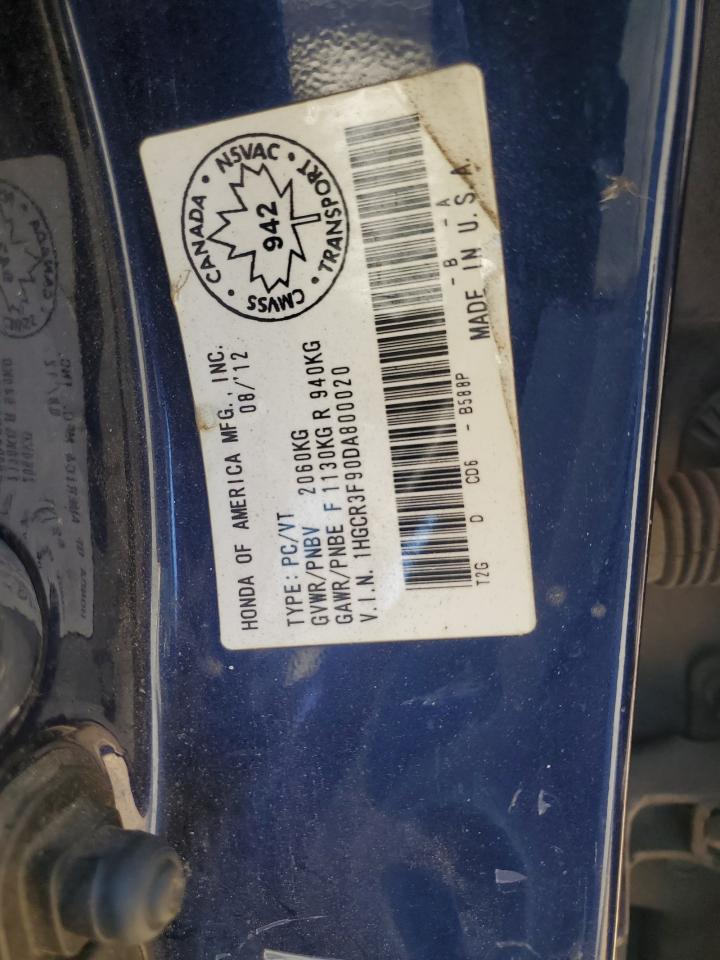 HONDA OF AMERICA MFG., INC.
08/'12
TYPE: PC/VT
GVWR/PNBV 2060KG
GAWR/PNBE F 1130KG R 940KG
V.I.N. 1HGCR3F90DA800020
CANADA · NSVAC · TRANSPORT · CMVSS ·
942
T2G D CD6 - B588P - B - A
MADE IN U.S.A.